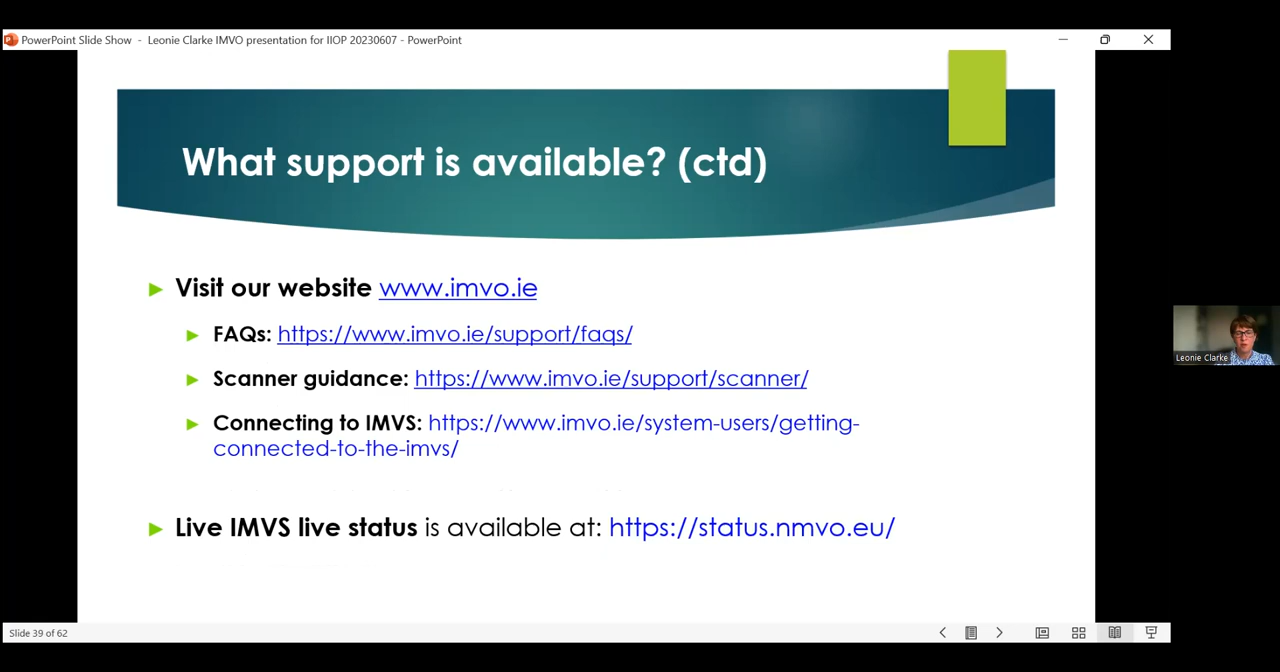 PowerPoint Slide Show - Leonie Clarke IMVO presentation for IIOP 20230607 - PowerPoint
What support is available? (ctd)
Visit our website www.imvo.ie
FAQs: https://www.imvo.ie/support/faqs/
Scanner guidance: https://www.imvo.ie/support/scanner/
Connecting to IMVS: https://www.imvo.ie/system-users/getting-
connected-to-the-imvs/
Live IMVS live status is available at: https://status.nmvo.eu/
Leonie Clarke
Slide 39 of 62